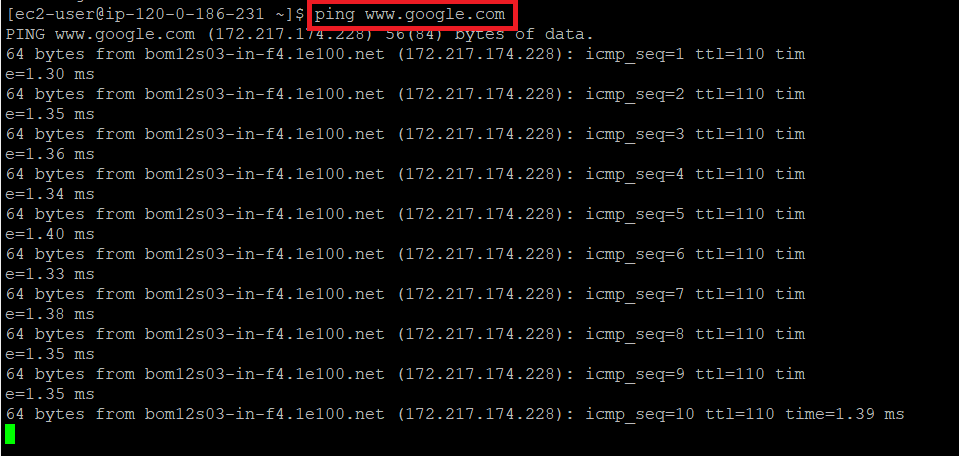 [ec2-user@ip-120-0-186-231 ~]$ ping www.google.com
PING www.google.com (172.217.174.228) 56(84) bytes of data.
64 bytes from bom12s03-in-f4.1e100.net (172.217.174.228): icmp_seq=1 ttl=110 tim
e=1.30 ms
64 bytes from bom12s03-in-f4.1e100.net (172.217.174.228): icmp_seq=2 ttl=110 tim
e=1.35 ms
64 bytes from bom12s03-in-f4.1e100.net (172.217.174.228): icmp_seq=3 ttl=110 tim
e=1.36 ms
64 bytes from bom12s03-in-f4.1e100.net (172.217.174.228): icmp_seq=4 ttl=110 tim
e=1.34 ms
64 bytes from bom12s03-in-f4.1e100.net (172.217.174.228): icmp_seq=5 ttl=110 tim
e=1.40 ms
64 bytes from bom12s03-in-f4.1e100.net (172.217.174.228): icmp_seq=6 ttl=110 tim
e=1.33 ms
64 bytes from bom12s03-in-f4.1e100.net (172.217.174.228): icmp_seq=7 ttl=110 tim
e=1.38 ms
64 bytes from bom12s03-in-f4.1e100.net (172.217.174.228): icmp_seq=8 ttl=110 tim
e=1.35 ms
64 bytes from bom12s03-in-f4.1e100.net (172.217.174.228): icmp_seq=9 ttl=110 tim
e=1.35 ms
64 bytes from bom12s03-in-f4.1e100.net (172.217.174.228): icmp_seq=10 ttl=110 time=1.39 ms